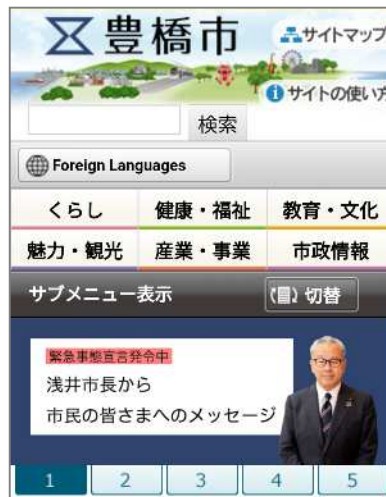 豊橋市
サイトマップ
サイトの使い方
検索
Foreign Languages
くらし 健康・福祉 教育・文化
魅力・観光 産業・事業 市政情報
サブメニュー表示 切替
緊急事態宣言発令中
浅井市長から
市民の皆さまへのメッセージ
1 2 3 4 5